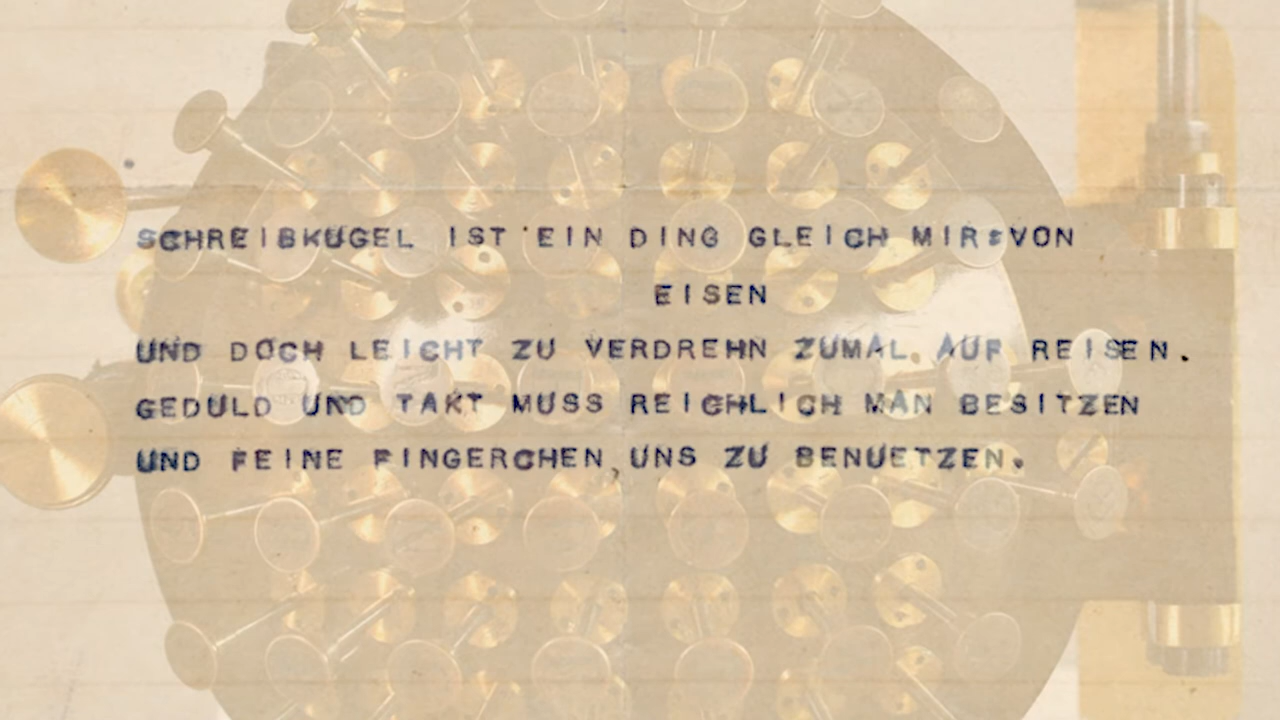 SCHREIBKUGEL IST EIN DING GLEICH MIR:VON
EISEN
UND DOCH LEICHT ZU VERDREHN ZUMAL AUF REISEN.
GEDULD UND TAKT MUSS REICHLICH MAN BESITZEN
UND FEINE FINGERCHEN,UNS ZU BENUETZEN.